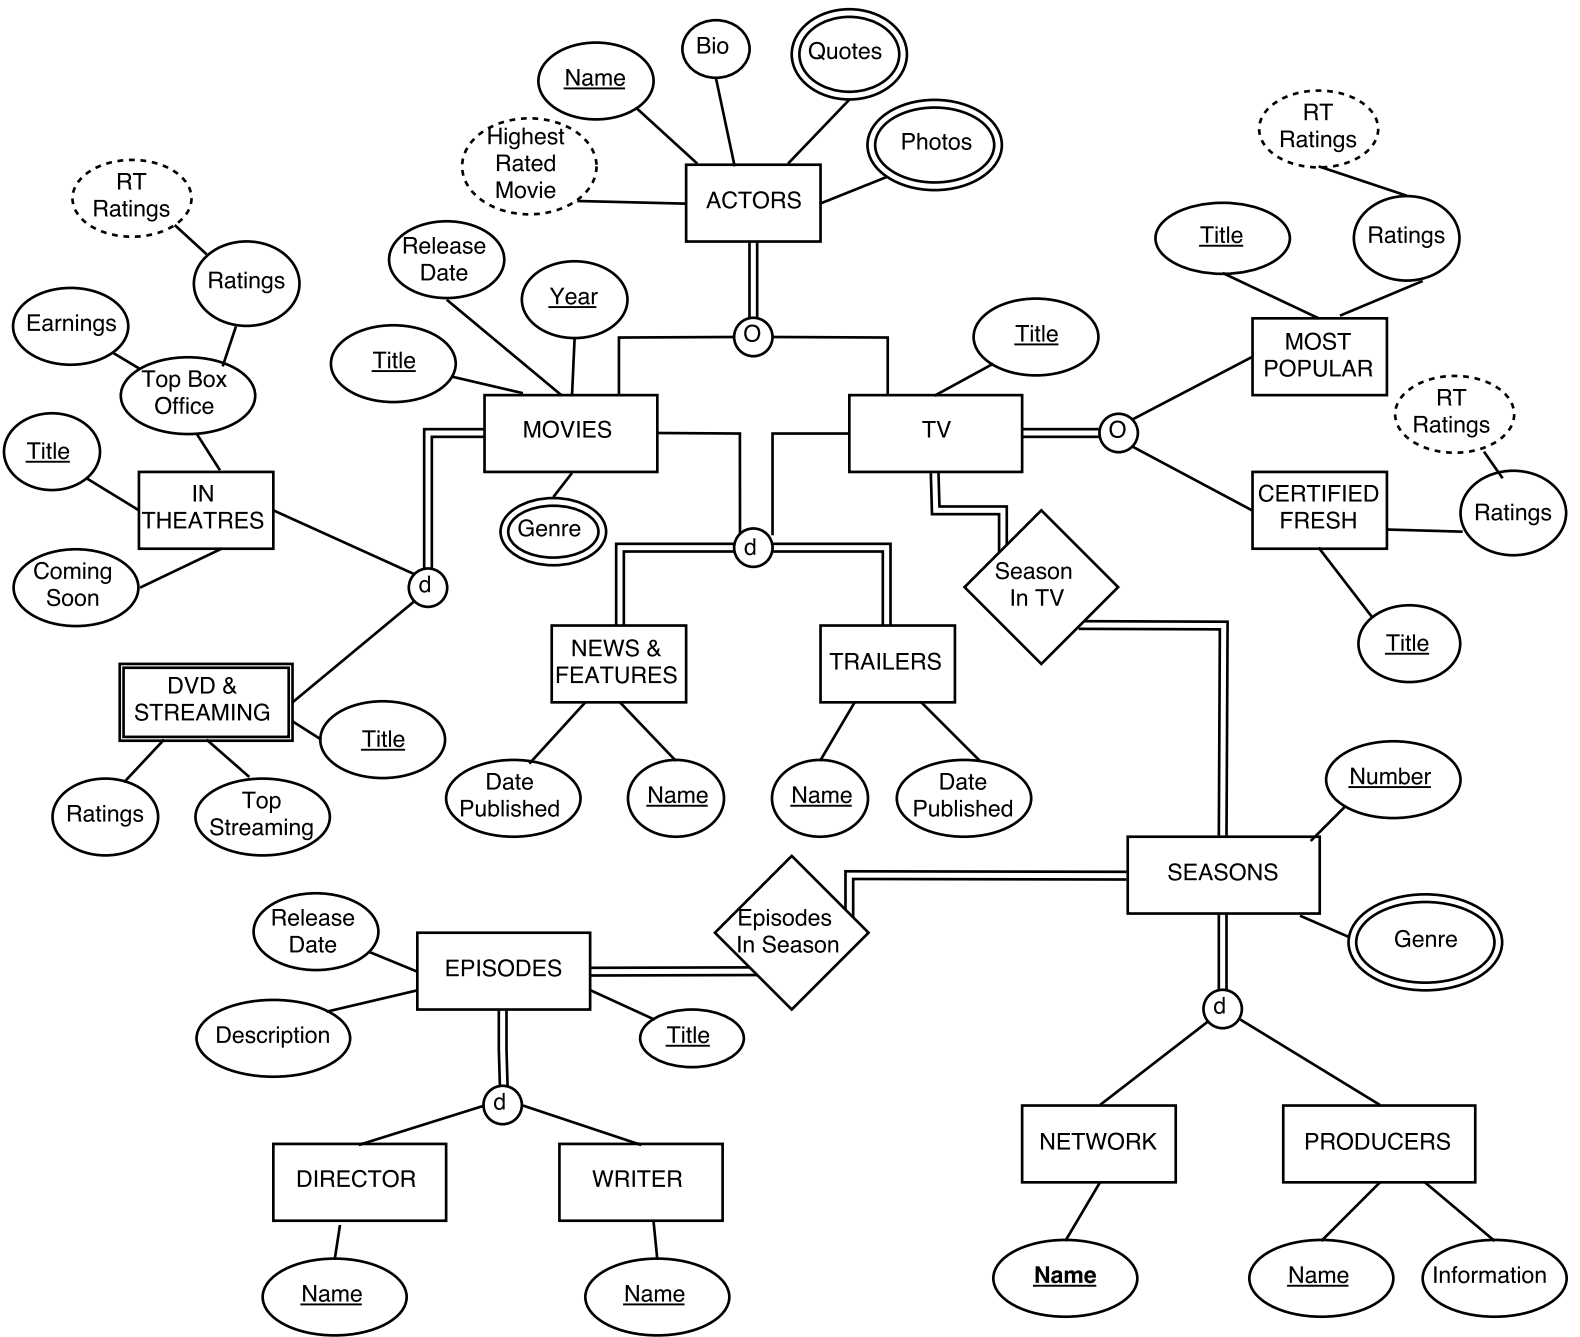 Bio
Quotes
Name
RT
Ratings
Highest
Rated
Movie
Photos
RT
Ratings
ACTORS
Release
Date
Title
Ratings
Ratings
Year
Earnings
Title
O
Title
MOST
POPULAR
Top Box
Office
RT
Ratings
Title
MOVIES
TV
O
IN
THEATRES
CERTIFIED
FRESH
Ratings
Genre
d
Coming
Soon
d
Season
In TV
Title
NEWS &
FEATURES
TRAILERS
DVD &
STREAMING
Title
Ratings
Top
Streaming
Date
Published
Name
Name
Date
Published
Number
SEASONS
Release
Date
Episodes
In Season
Genre
EPISODES
Description
Title
d
d
NETWORK
PRODUCERS
DIRECTOR
WRITER
Name
Name
Information
Name
Name